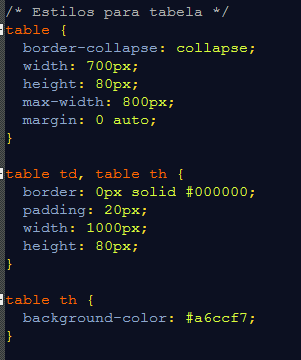 /* Estilos para tabela */
table {
  border-collapse: collapse;
  width: 700px;
  height: 80px;
  max-width: 800px;
  margin: 0 auto;
}

table td, table th {
  border: 0px solid #000000;
  padding: 20px;
  width: 1000px;
  height: 80px;
}

table th {
  background-color: #a6ccf7;
}